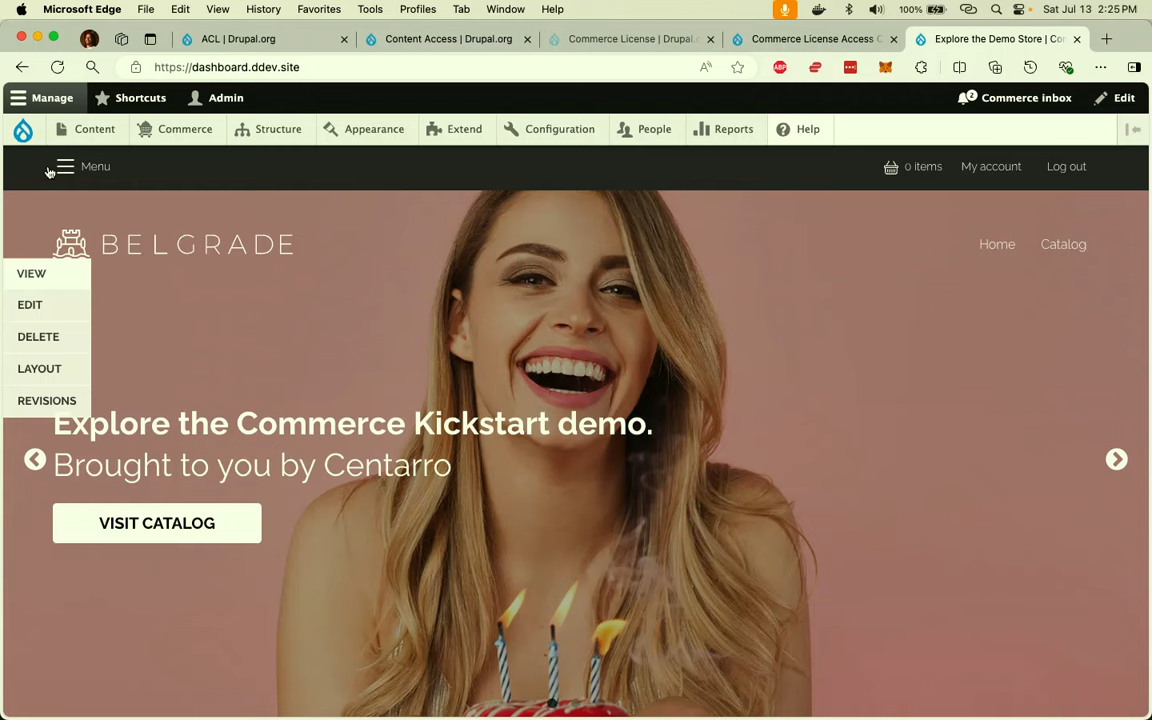 Microsoft Edge File Edit View History Favorites Tools Profiles Tab Window Help 100% Sat Jul 13 2:25 PM
ACL | Drupal.org Content Access | Drupal.org Commerce License | Drupal. Commerce License Access C Explore the Demo Store | Co
https://dashboard.ddev.site ABP
Manage Shortcuts Admin 2 Commerce inbox Edit
Content Commerce Structure Appearance Extend Configuration People Reports Help
Menu 0 items My account Log out
BELGRADE Home Catalog
VIEW
EDIT
DELETE
LAYOUT
REVISIONS
Explore the Commerce Kickstart demo.
Brought to you by Centarro
VISIT CATALOG